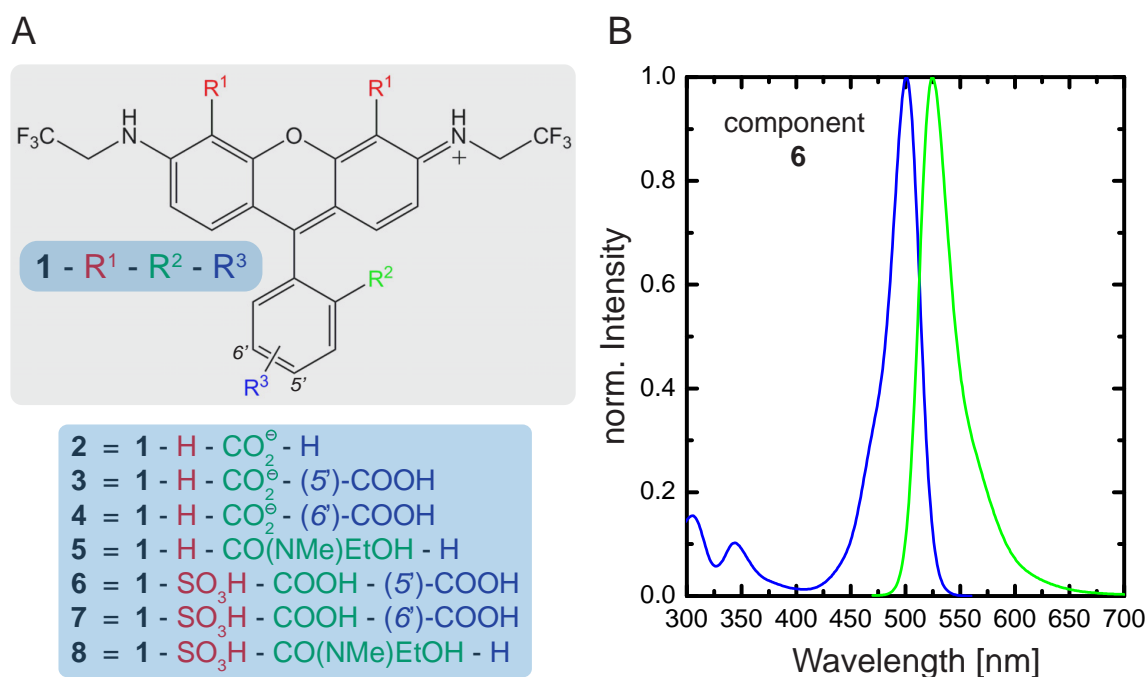 A
R¹ R¹
F₃C H N O H N + CF₃
1 - R¹ - R² - R³
R²
6'
R³ 5'
2 = 1 - H - CO₂⊖ - H
3 = 1 - H - CO₂⊖ - (5')-COOH
4 = 1 - H - CO₂⊖ - (6')-COOH
5 = 1 - H - CO(NMe)EtOH - H
6 = 1 - SO₃H - COOH - (5')-COOH
7 = 1 - SO₃H - COOH - (6')-COOH
8 = 1 - SO₃H - CO(NMe)EtOH - H
B
component
6
norm. Intensity
1.0
0.8
0.6
0.4
0.2
0.0
300 350 400 450 500 550 600 650 700
Wavelength [nm]